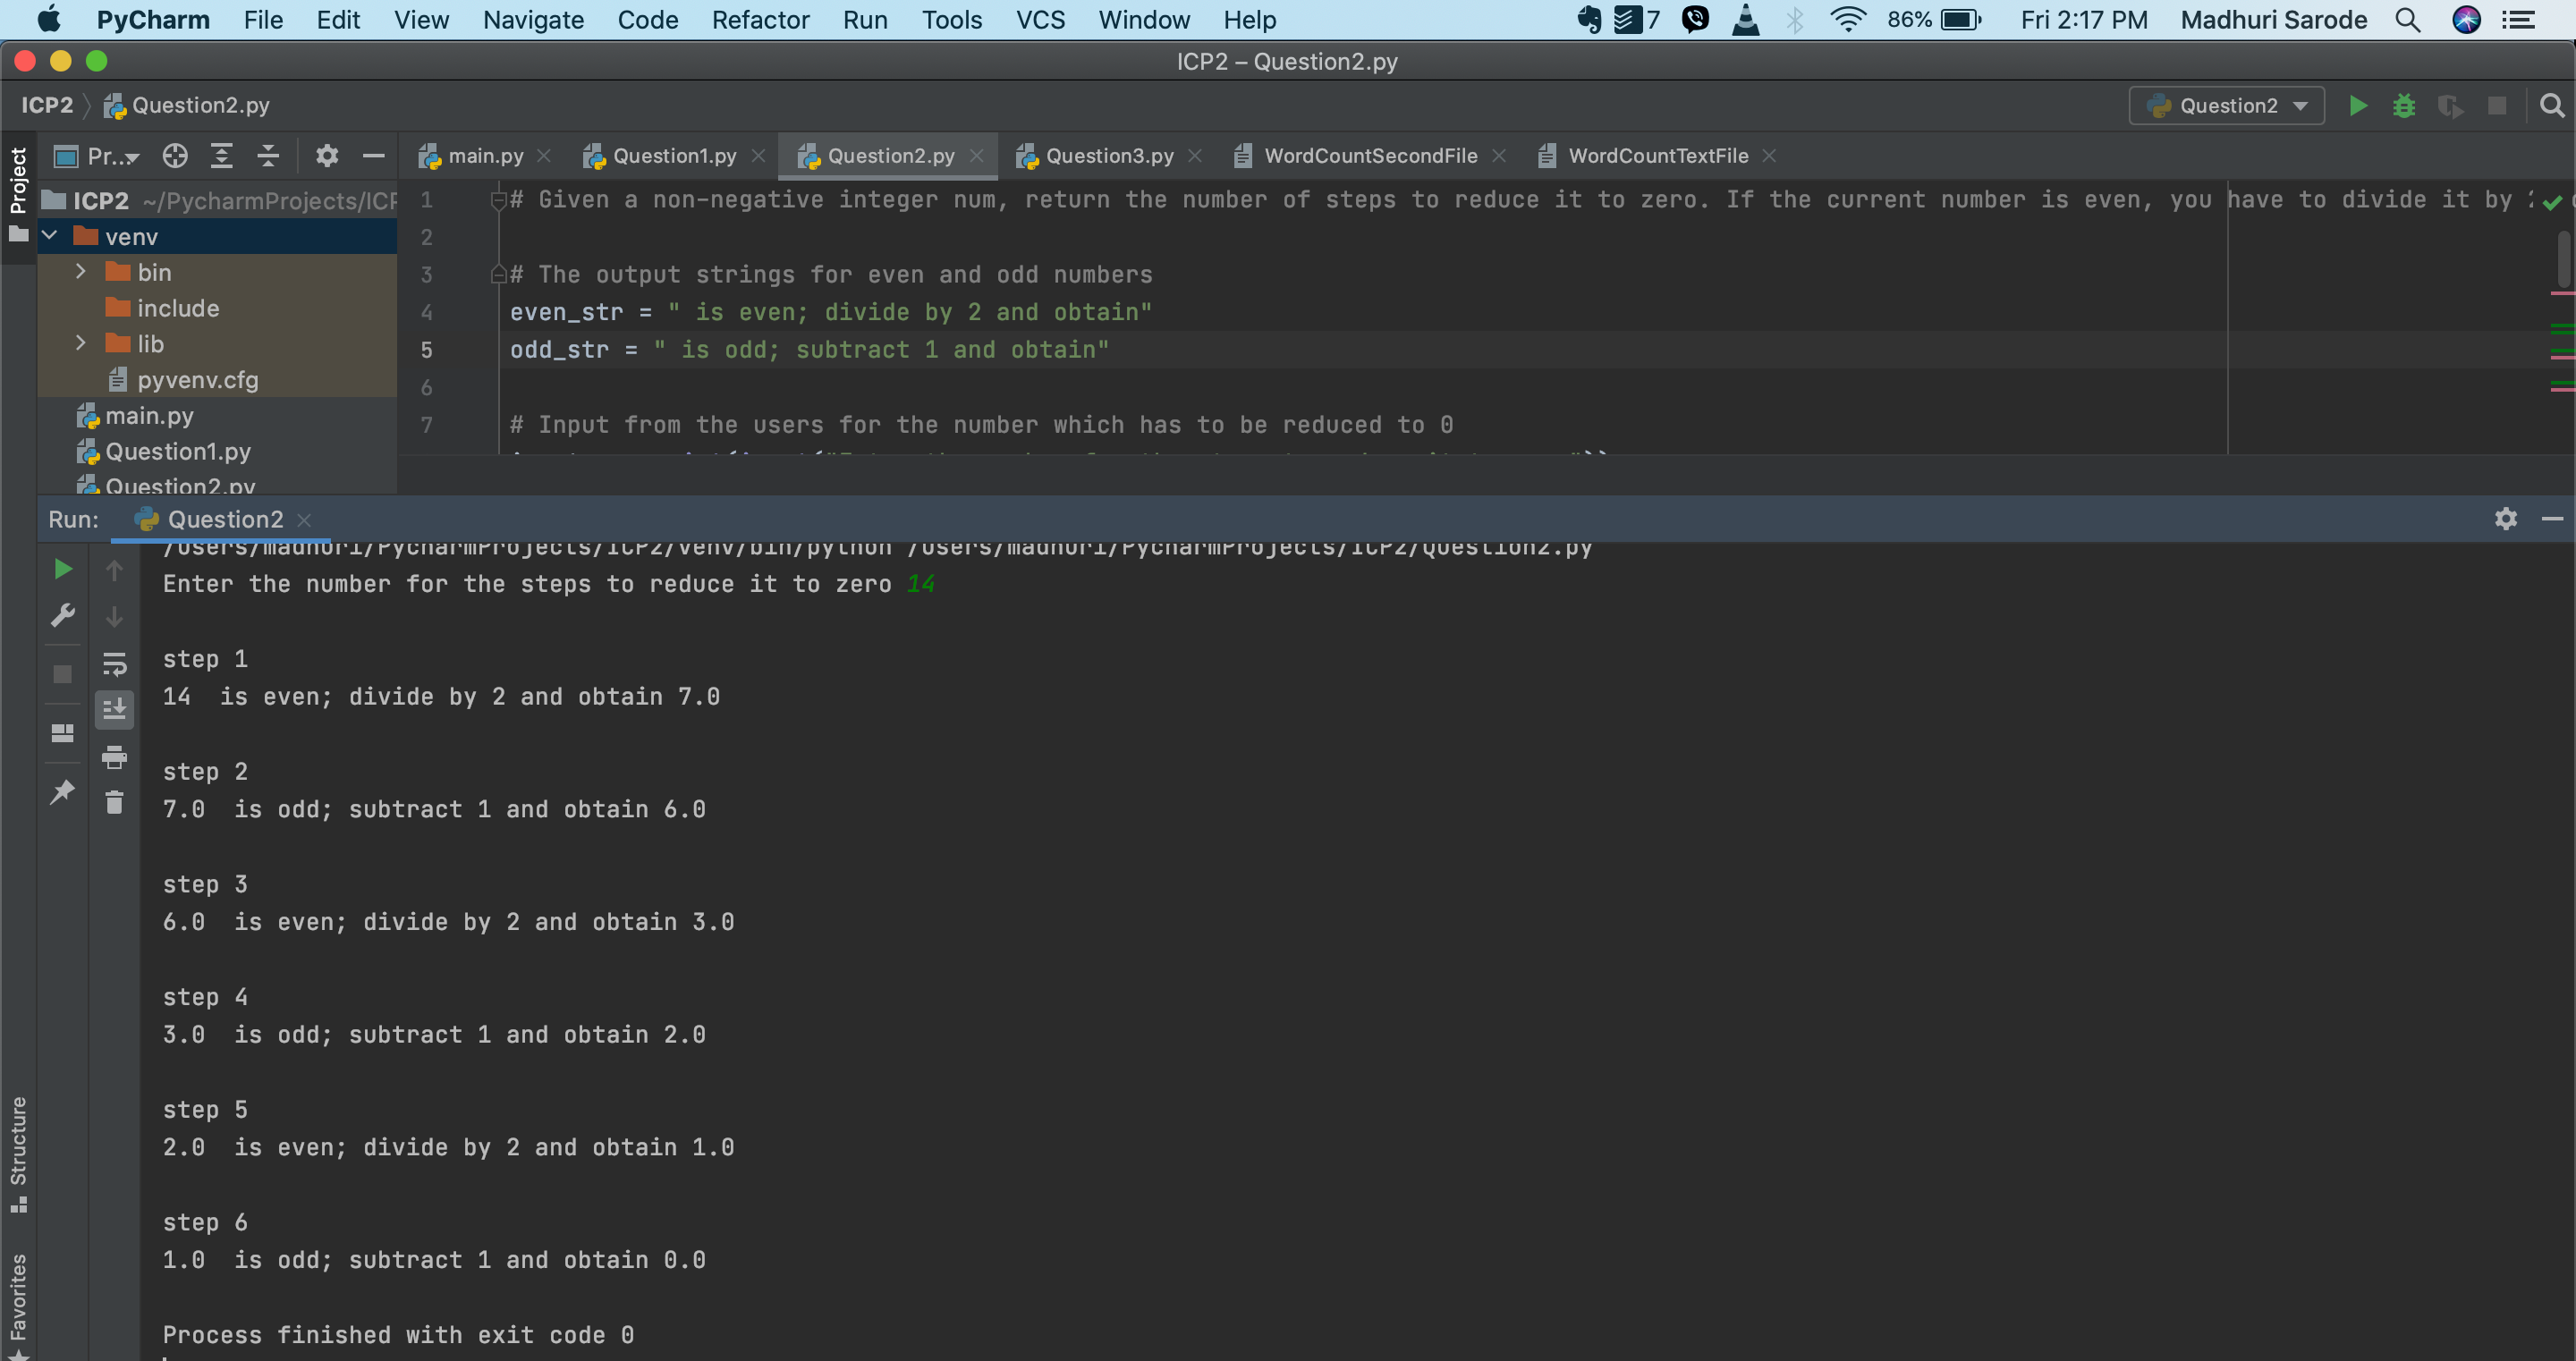 PyCharm File Edit View Navigate Code Refactor Run Tools VCS Window Help 7 86% Fri 2:17 PM Madhuri Sarode
ICP2 – Question2.py
ICP2 Question2.py Question2
Project
Pr... main.py Question1.py Question2.py Question3.py WordCountSecondFile WordCountTextFile
ICP2 ~/PycharmProjects/ICP
venv
bin
include
lib
pyvenv.cfg
main.py
Question1.py
Question2.py
1 # Given a non-negative integer num, return the number of steps to reduce it to zero. If the current number is even, you have to divide it by 2
2
3 # The output strings for even and odd numbers
4 even_str = " is even; divide by 2 and obtain"
5 odd_str = " is odd; subtract 1 and obtain"
6
7 # Input from the users for the number which has to be reduced to 0
Run: Question2
/Users/madhuri/PycharmProjects/ICP2/venv/bin/python /Users/madhuri/PycharmProjects/ICP2/Question2.py
Enter the number for the steps to reduce it to zero 14
step 1
14  is even; divide by 2 and obtain 7.0
step 2
7.0  is odd; subtract 1 and obtain 6.0
step 3
6.0  is even; divide by 2 and obtain 3.0
step 4
3.0  is odd; subtract 1 and obtain 2.0
step 5
2.0  is even; divide by 2 and obtain 1.0
step 6
1.0  is odd; subtract 1 and obtain 0.0
Process finished with exit code 0
Structure
Favorites